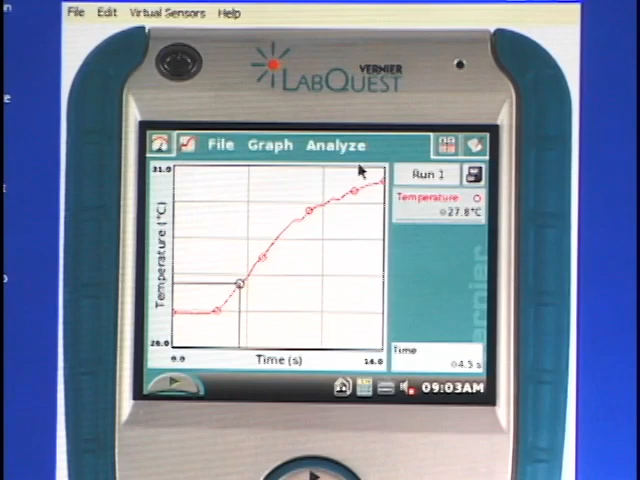 File Edit Virtual Sensors Help
VERNIER
LABQUEST
File Graph Analyze
31.0
Run 1
Temperature
27.8°C
Temperature (°C)
26.0
0.0 Time (s) 14.0
Time
4.5 s
09:03AM